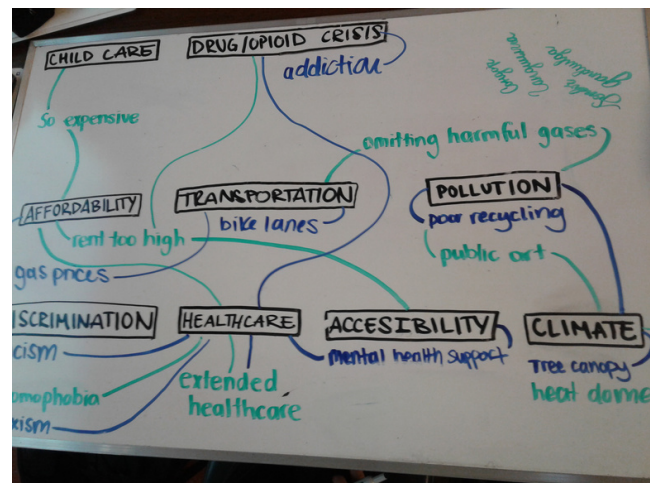 CHILD CARE
DRUG/OPIOID CRISIS
addiction
so expensive
omitting harmful gases
AFFORDABILITY
TRANSPORTATION
POLLUTION
bike lanes
poor recycling
rent too high
public art
gas prices
ISCRIMINATION
HEALTHCARE
ACCESIBILITY
CLIMATE
cism
mental health support
Tree canopy
extended
healthcare
heat dome
omophobia
xism